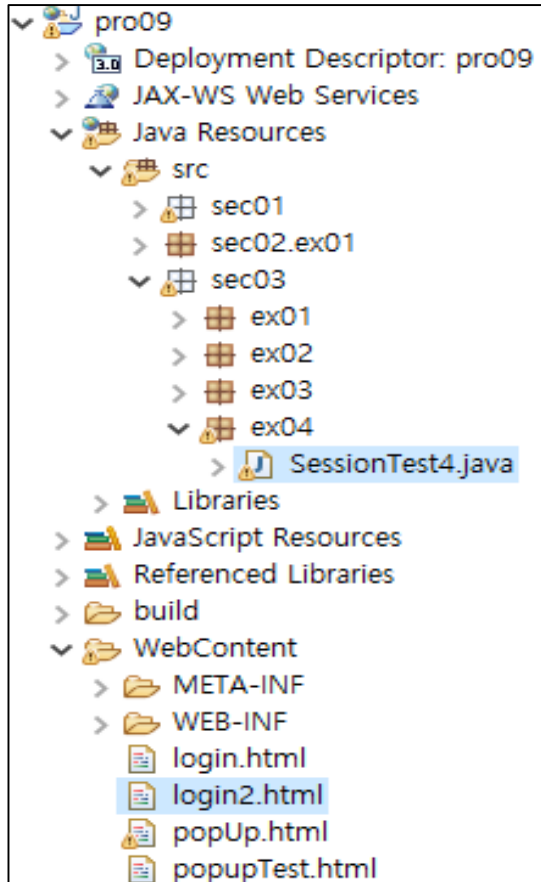 pro09
3.0 Deployment Descriptor: pro09
JAX-WS Web Services
Java Resources
src
sec01
sec02.ex01
sec03
ex01
ex02
ex03
ex04
J SessionTest4.java
Libraries
JavaScript Resources
Referenced Libraries
build
WebContent
META-INF
WEB-INF
login.html
login2.html
popUp.html
popupTest.html